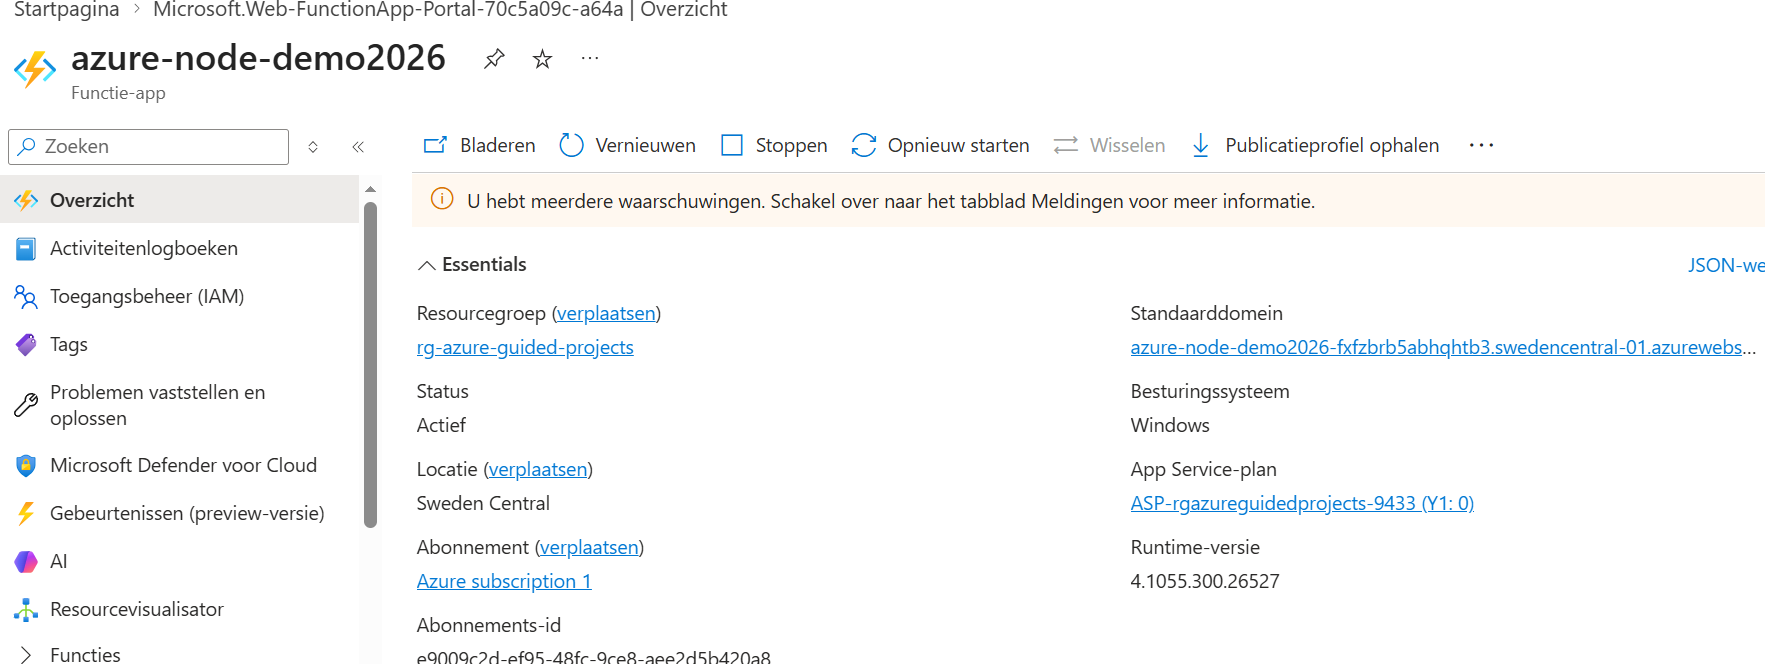 Startpagina > Microsoft.Web-FunctionApp-Portal-70c5a09c-a64a | Overzicht
azure-node-demo2026
Functie-app
Zoeken
Overzicht
Activiteitenlogboeken
Toegangsbeheer (IAM)
Tags
Problemen vaststellen en
oplossen
Microsoft Defender voor Cloud
Gebeurtenissen (preview-versie)
AI
Resourcevisualisator
Functies
Bladeren Vernieuwen Stoppen Opnieuw starten Wisselen Publicatieprofiel ophalen
U hebt meerdere waarschuwingen. Schakel over naar het tabblad Meldingen voor meer informatie.
Essentials
JSON-we
Resourcegroep (verplaatsen)
rg-azure-guided-projects
Status
Actief
Locatie (verplaatsen)
Sweden Central
Abonnement (verplaatsen)
Azure subscription 1
Abonnements-id
e9009c2d-ef95-48fc-9ce8-aee2d5b420a8
Standaarddomein
azure-node-demo2026-fxfzbrb5abhqhtb3.swedencentral-01.azurewebs...
Besturingssysteem
Windows
App Service-plan
ASP-rgazureguidedprojects-9433 (Y1: 0)
Runtime-versie
4.1055.300.26527